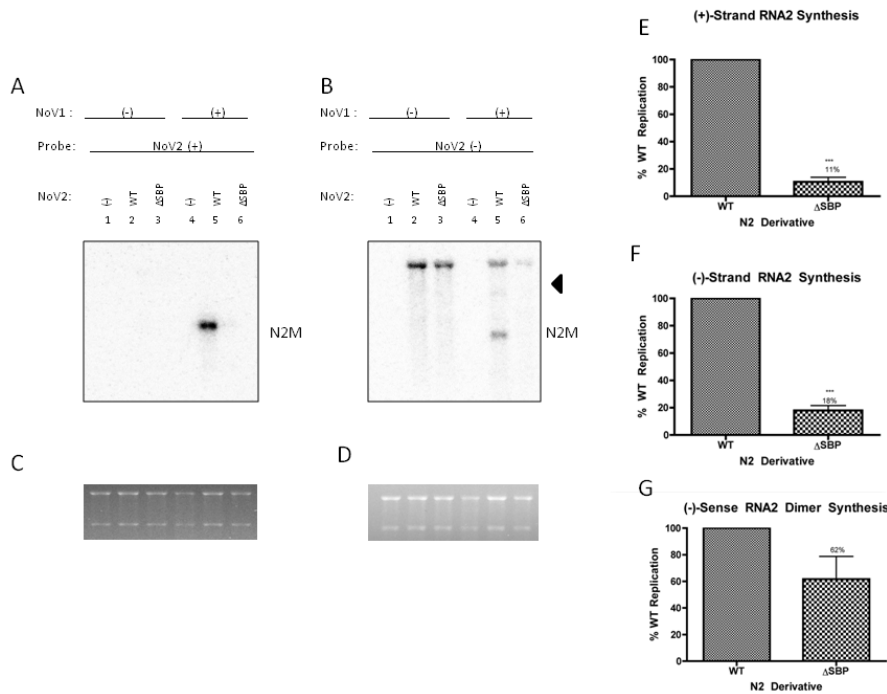 A
NoV1 : (-) (+)
Probe: NoV2 (+)
NoV2: (-) WT ΔSBP (-) WT ΔSBP
1 2 3 4 5 6
N2M
B
NoV1 : (-) (+)
Probe: NoV2 (-)
NoV2: (-) WT ΔSBP (-) WT ΔSBP
1 2 3 4 5 6
N2M
C
D
E
(+)-Strand RNA2 Synthesis
% WT Replication
100
80
60
40
20
0
***
11%
WT ΔSBP
N2 Derivative
F
(-)-Strand RNA2 Synthesis
% WT Replication
100
80
60
40
20
0
***
18%
WT ΔSBP
N2 Derivative
G
(-)-Sense RNA2 Dimer Synthesis
% WT Replication
100
80
60
40
20
0
62%
WT ΔSBP
N2 Derivative